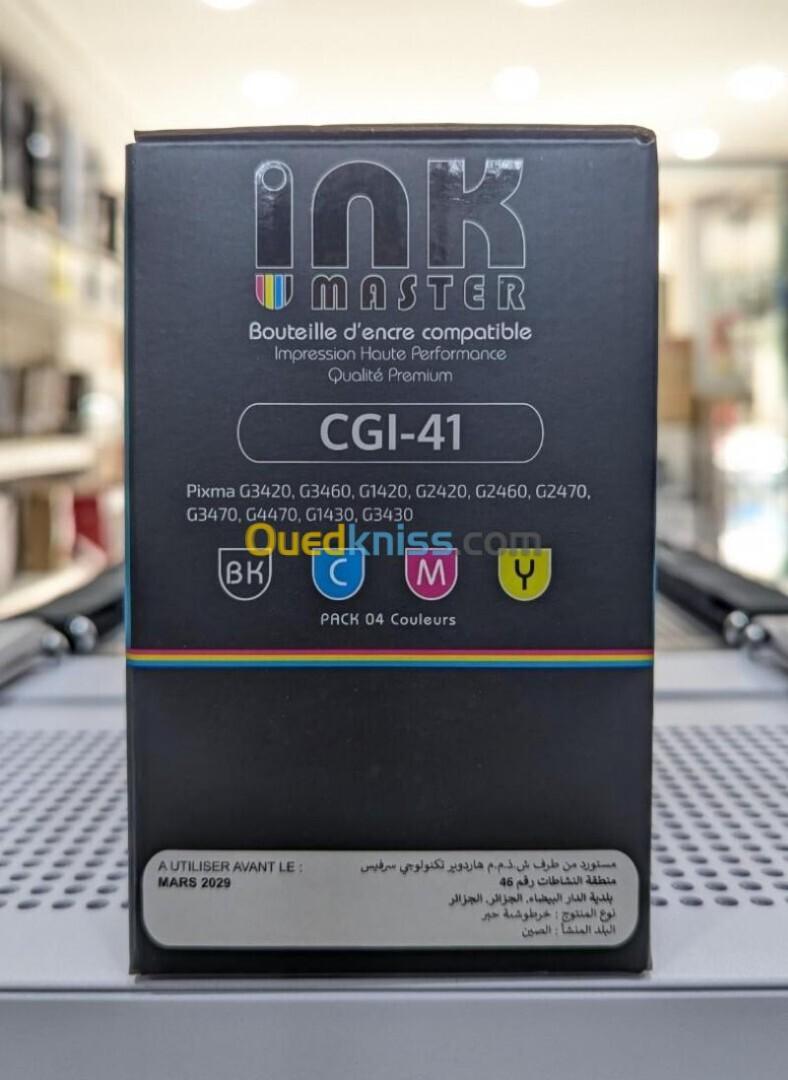 ink
MASTER
Bouteille d'encre compatible
Impression Haute Performance
Qualité Premium
CGI-41
Pixma G3420, G3460, G1420, G2420, G2460, G2470,
G3470, G4470, G1430, G3430
Ouedkniss.com
BK C M Y
PACK 04 Couleurs
A UTILISER AVANT LE :
MARS 2029
مستورد من طرف ش.ذ.م.م هاردوير تكنولوجي سرفيس
منطقة النشاطات رقم 46
بلدية الدار البيضاء, الجزائر, الجزائر
نوع المنتوج : خرطوشة حبر
البلد المنشأ : الصين